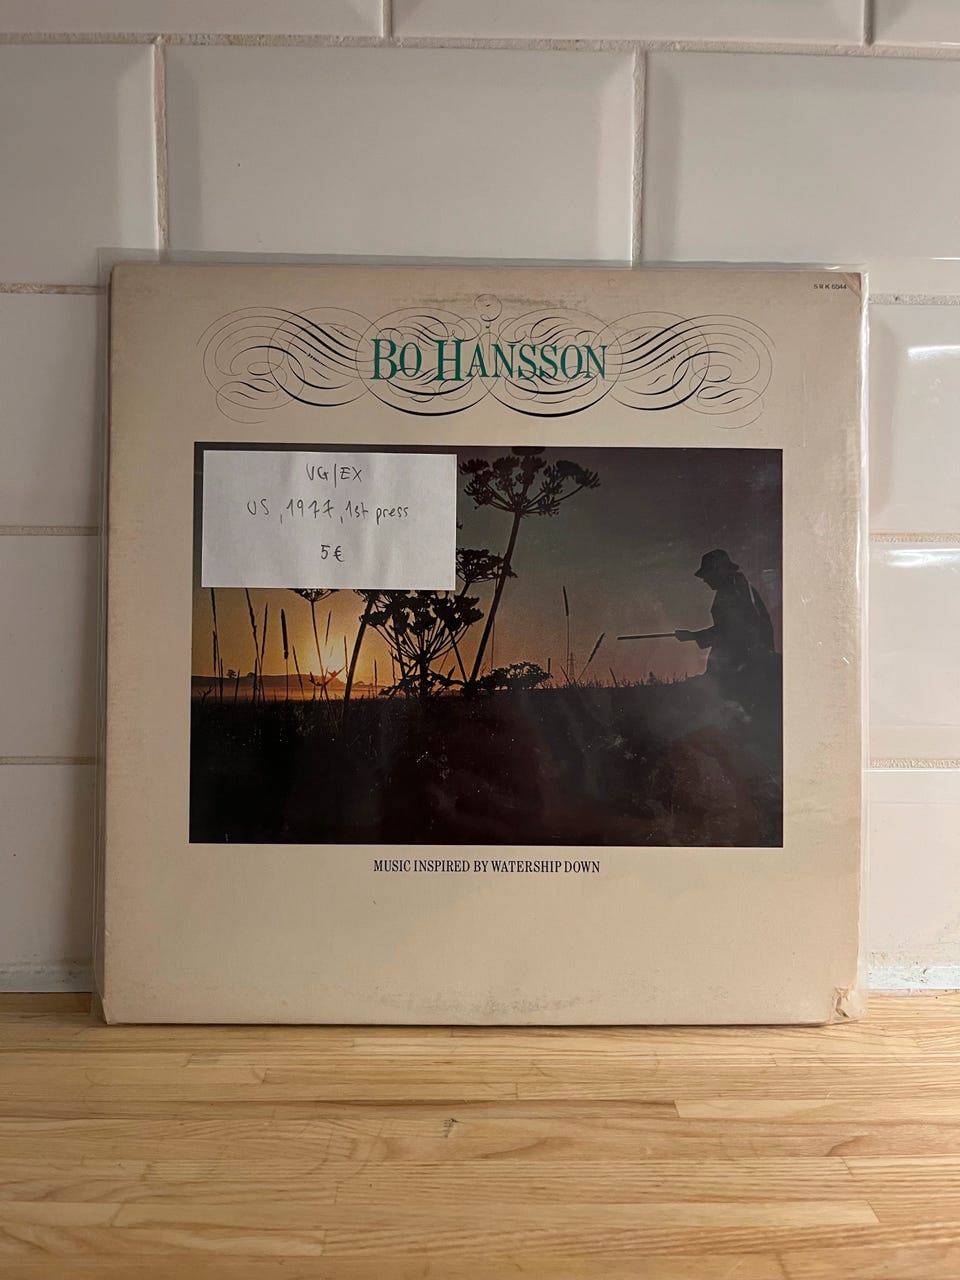 SRK 6044
BO HANSSON
VG/EX
US, 1977, 1st press
5€
MUSIC INSPIRED BY WATERSHIP DOWN